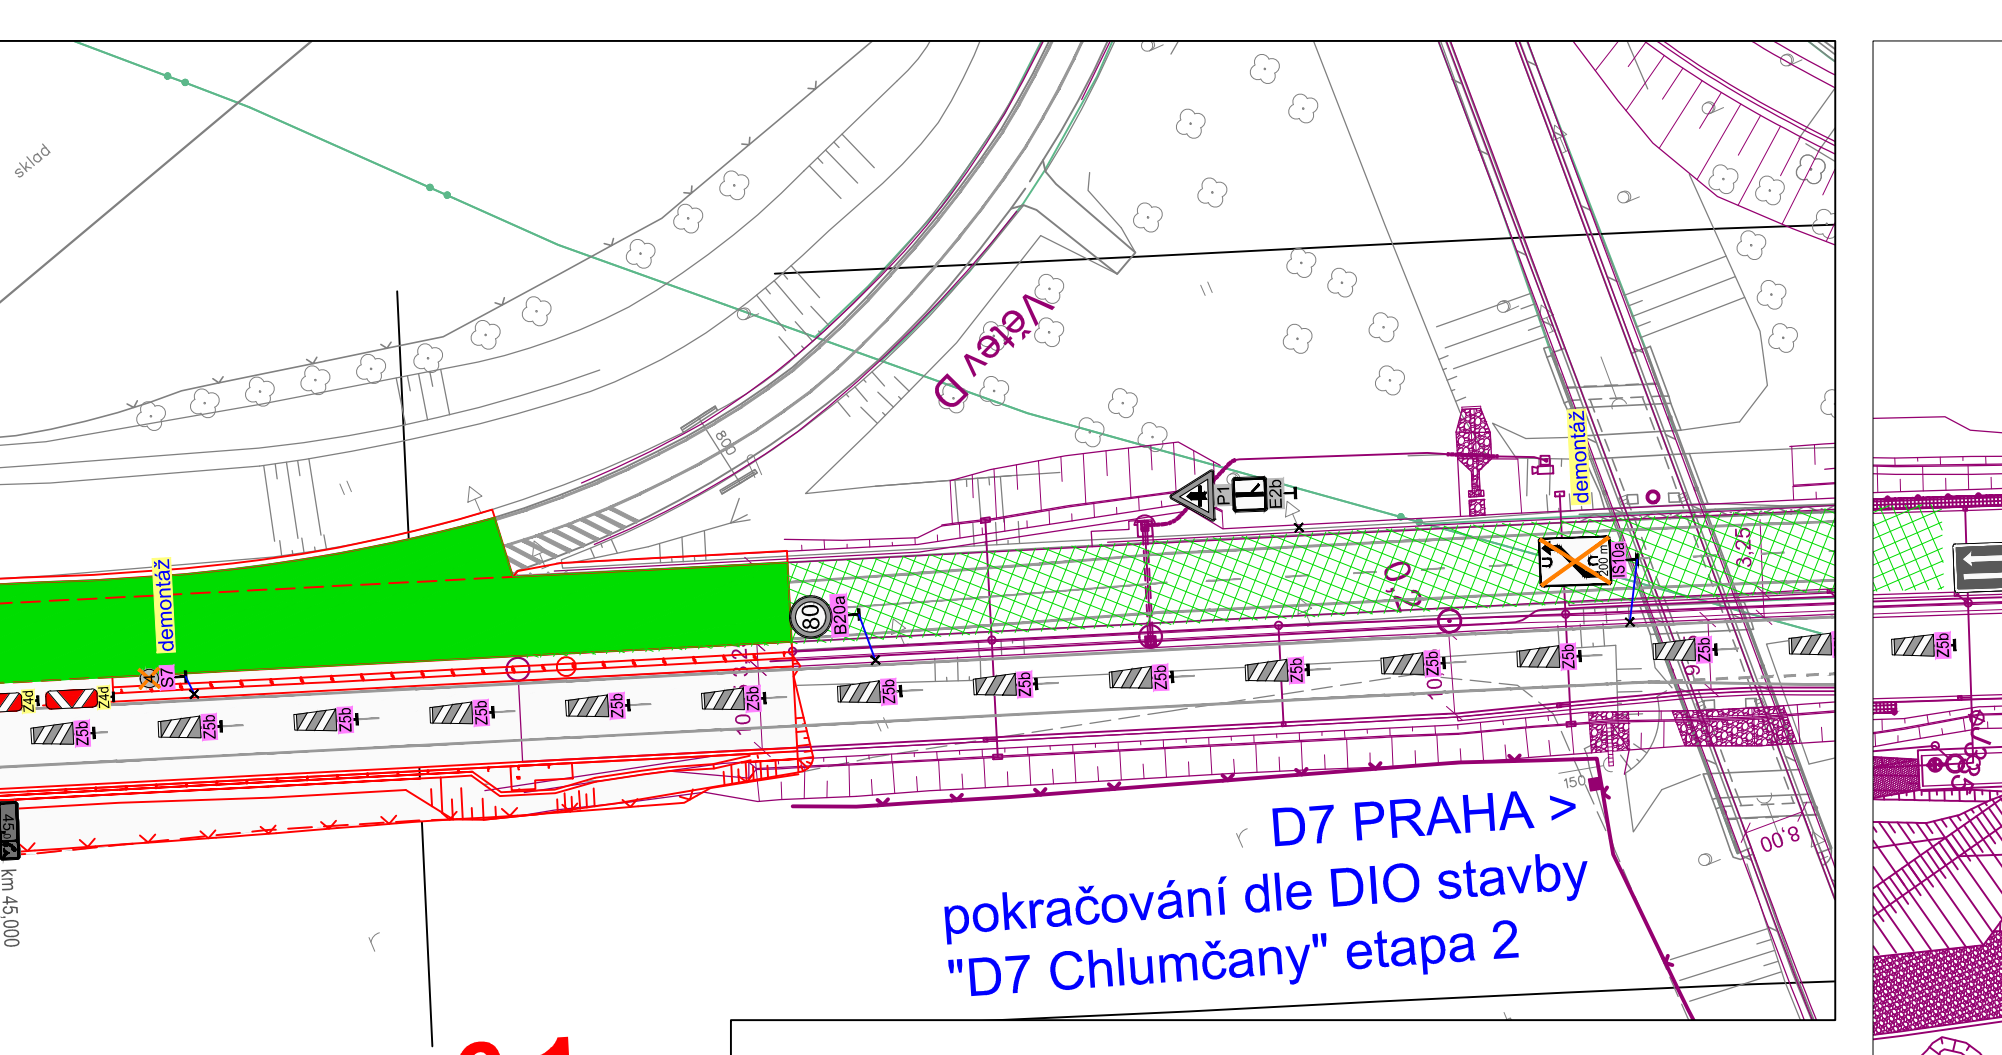 sklad
Větev D
800
demontáž
P1
E2b
3,25
80
B20a
200 m
IS10a
demontáž
S7
Z4d
Z4d
Z5b
Z5b
Z5b
Z5b
Z5b
Z5b
Z5b
Z5b
Z5b
Z5b
Z5b
Z5b
Z5b
Z5b
150
8,00
km 45,000
D7 PRAHA >
pokračování dle DIO stavby
"D7 Chlumčany" etapa 2